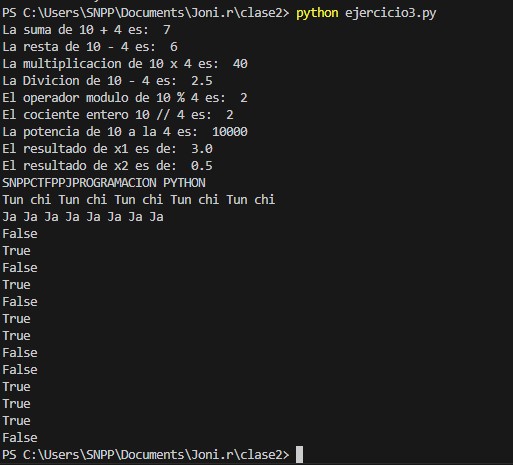 PS C:\Users\SNPP\Documents\Joni.r\clase2> python ejercicio3.py
La suma de 10 + 4 es:  7
La resta de 10 - 4 es:  6
La multiplicacion de 10 x 4 es:  40
La Divicion de 10 - 4 es:  2.5
El operador modulo de 10 % 4 es:  2
El cociente entero 10 // 4 es:  2
La potencia de 10 a la 4 es:  10000
El resultado de x1 es de:  3.0
El resultado de x2 es de:  0.5
SNPPCTFPPJPROGRAMACION PYTHON
Tun chi Tun chi Tun chi Tun chi Tun chi
Ja Ja Ja Ja Ja Ja Ja Ja
False
True
False
True
False
True
True
False
False
True
True
True
False
PS C:\Users\SNPP\Documents\Joni.r\clase2>